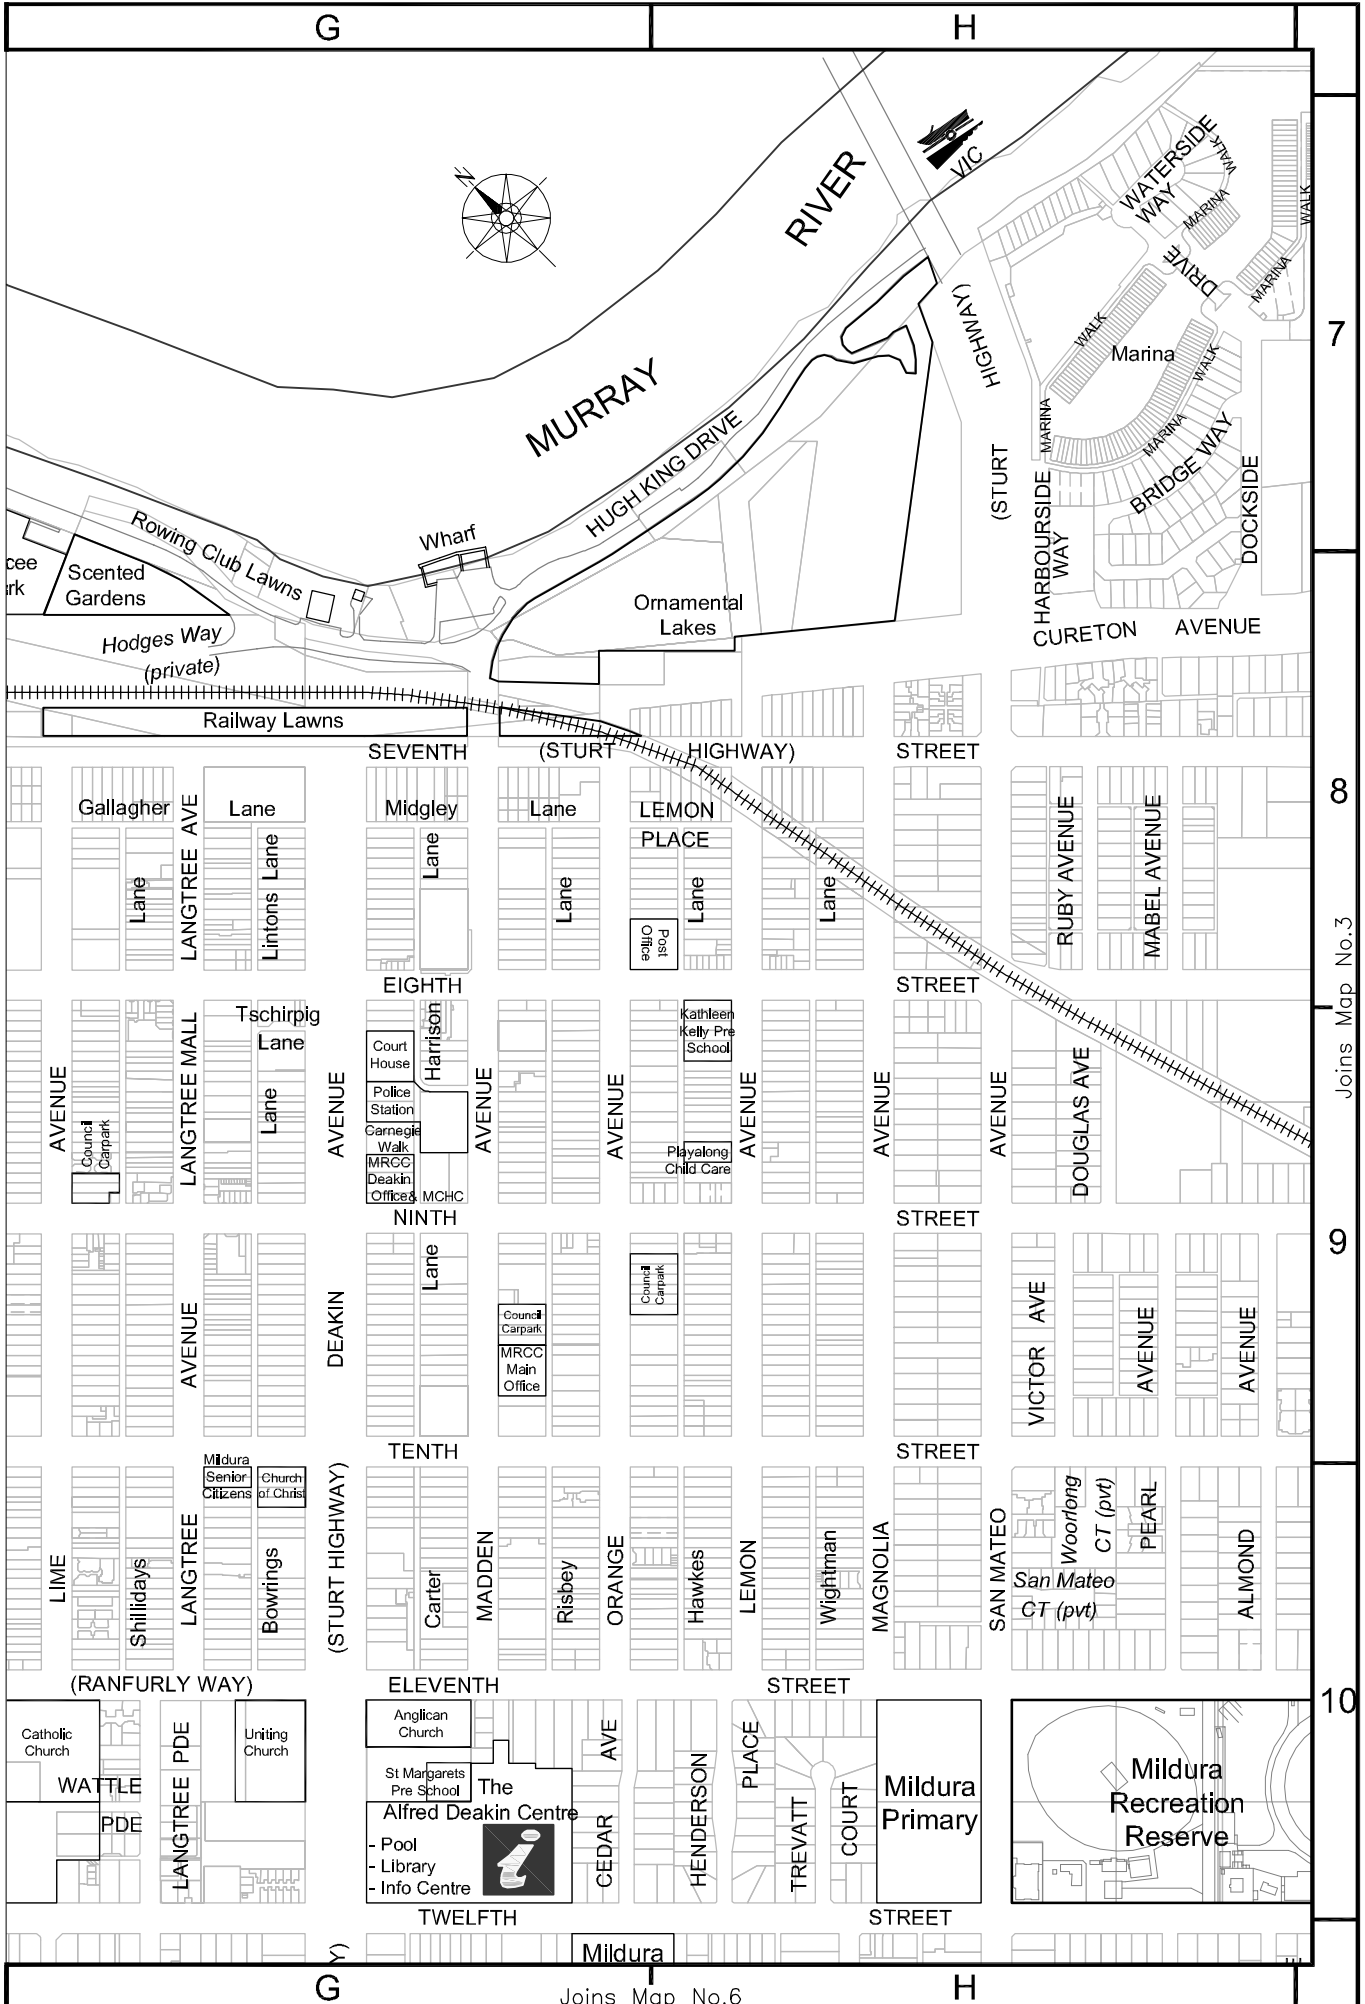 G
H
N
RIVER
VIC
WATERSIDE
WAY
WALK
MARINA
WALK
DRIVE
MARINA
7
HIGHWAY)
WALK
Marina
WALK
MURRAY
HUGH KING DRIVE
MARINA
MARINA
BRIDGE WAY
(STURT
HARBOURSIDE
WAY
DOCKSIDE
Rowing Club Lawns
Wharf
cee
rk
Scented
Gardens
Ornamental
Lakes
Hodges Way
(private)
CURETON
AVENUE
Railway Lawns
SEVENTH
(STURT
HIGHWAY)
STREET
Gallagher
LANGTREE AVE
Lane
Midgley
Lane
LEMON
PLACE
8
Lane
Lintons Lane
Lane
Lane
Lane
Lane
RUBY AVENUE
MABEL AVENUE
Post
Office
Joins Map No.3
EIGHTH
STREET
AVENUE
Council
Carpark
LANGTREE MALL
Tschirpig
Lane
Lane
AVENUE
Court
House
Harrison
Police
Station
Carnegie
Walk
MRCC
Deakin
Office & MCHC
AVENUE
AVENUE
Kathleen
Kelly Pre
School
AVENUE
Playalong
Child Care
AVENUE
AVENUE
DOUGLAS AVE
NINTH
STREET
9
AVENUE
DEAKIN
Lane
Council
Carpark
MRCC
Main
Office
Council
Carpark
VICTOR AVE
AVENUE
AVENUE
TENTH
STREET
Mildura
Senior
Citizens
Church
of Christ
LIME
Shillidays
LANGTREE
Bowrings
(STURT HIGHWAY)
Carter
MADDEN
Risbey
ORANGE
Hawkes
LEMON
Wightman
MAGNOLIA
SAN MATEO
Woorlong
CT (pvt)
PEARL
San Mateo
CT (pvt)
ALMOND
(RANFURLY WAY)
ELEVENTH
STREET
10
Catholic
Church
WATTLE
PDE
LANGTREE PDE
Uniting
Church
Anglican
Church
St Margarets
Pre School
The
Alfred Deakin Centre
- Pool
- Library
- Info Centre
i
CEDAR
AVE
HENDERSON
PLACE
TREVATT
COURT
Mildura
Primary
Mildura
Recreation
Reserve
TWELFTH
STREET
Y)
Mildura
G
H
Joins Map No.6